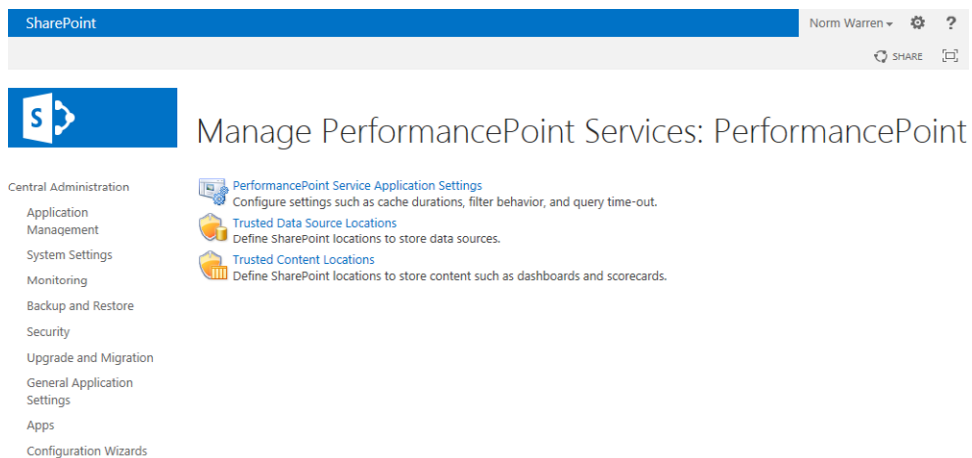 SharePoint
Norm Warren
?
SHARE
S
Manage PerformancePoint Services: PerformancePoint
Central Administration
Application
Management
System Settings
Monitoring
Backup and Restore
Security
Upgrade and Migration
General Application
Settings
Apps
Configuration Wizards
PerformancePoint Service Application Settings
Configure settings such as cache durations, filter behavior, and query time-out.
Trusted Data Source Locations
Define SharePoint locations to store data sources.
Trusted Content Locations
Define SharePoint locations to store content such as dashboards and scorecards.